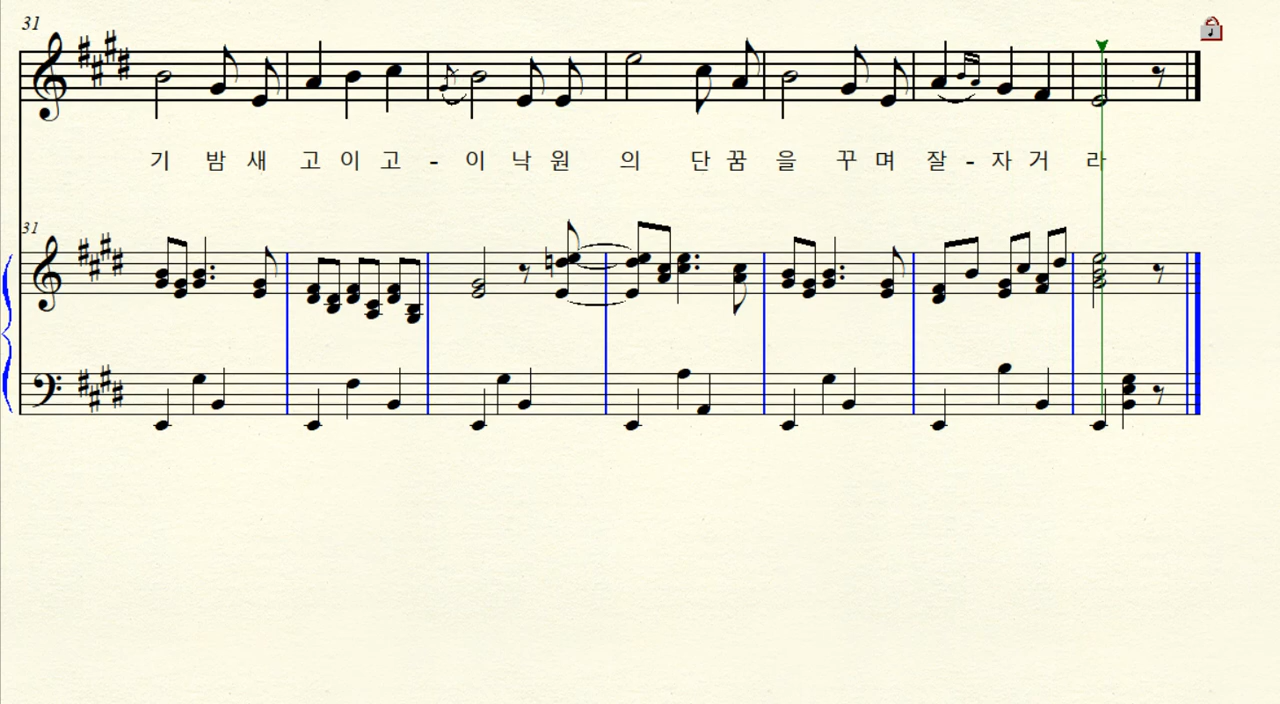 31
기 밤 새 고 이 고 - 이 낙 원 의 단 꿈 을 꾸 며 잘 - 자 거 라
31